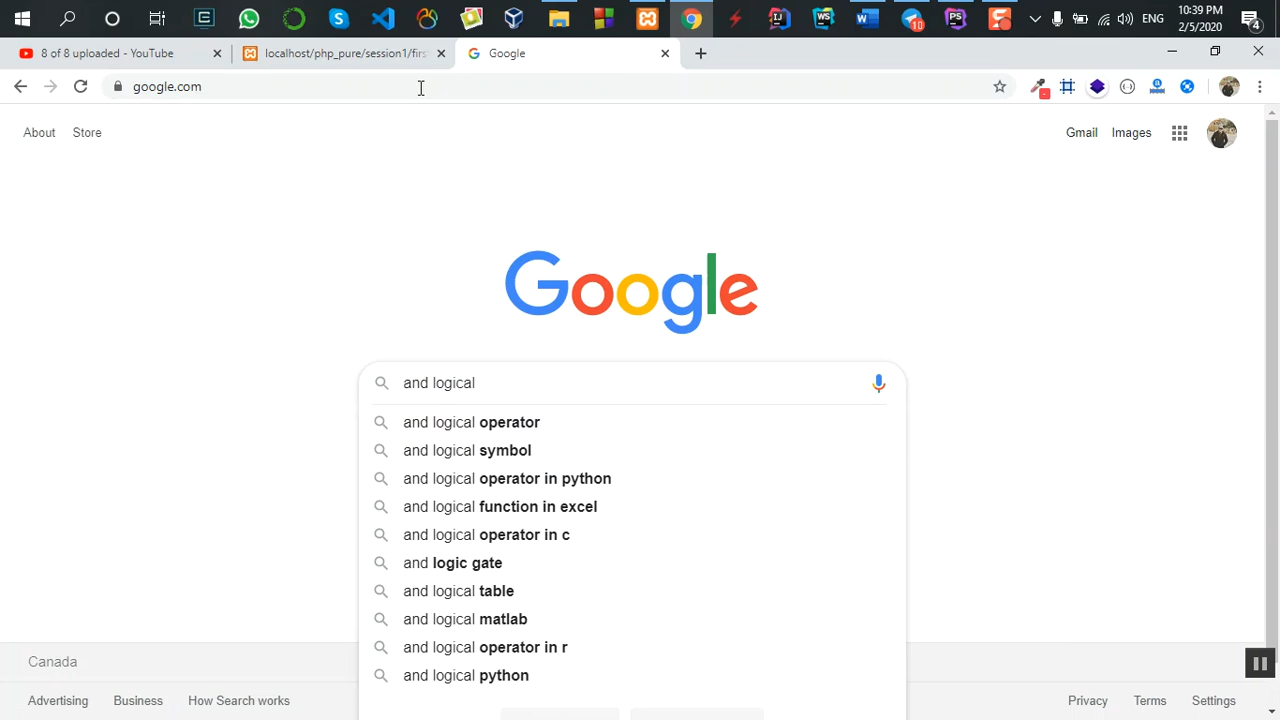 ENG
10:39 PM
2/5/2020
4
10
8 of 8 uploaded - YouTube
localhost/php_pure/session1/firs
Google
google.com
About
Store
Gmail
Images
Google
and logical
and logical operator
and logical symbol
and logical operator in python
and logical function in excel
and logical operator in c
and logic gate
and logical table
and logical matlab
and logical operator in r
and logical python
Canada
Advertising
Business
How Search works
Privacy
Terms
Settings